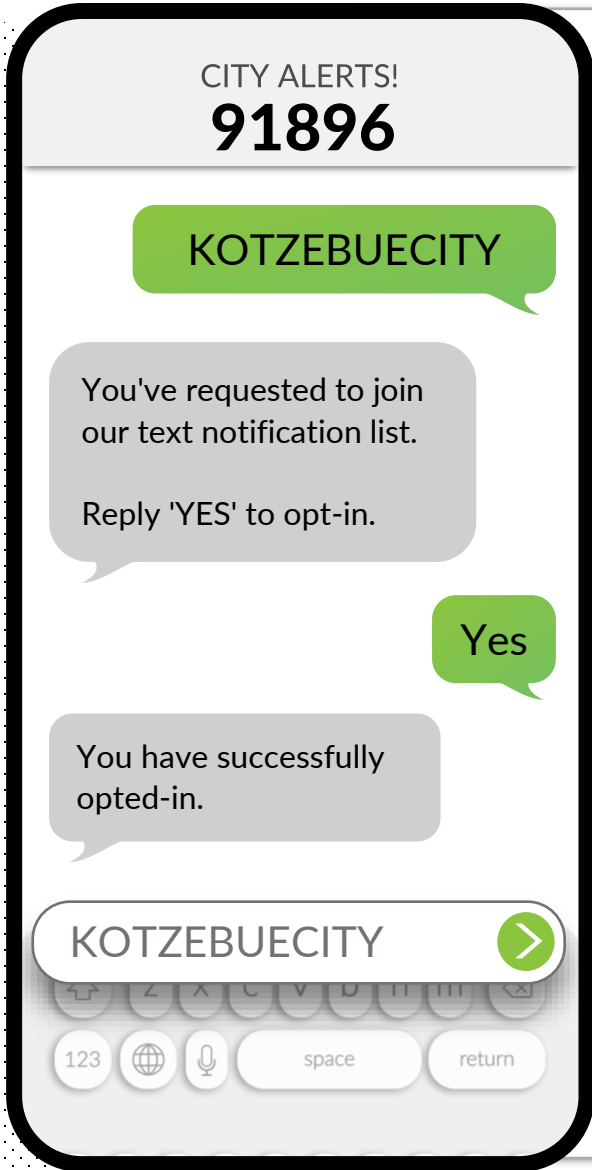 CITY ALERTS!
91896
KOTZEBUECITY
You've requested to join
our text notification list.
Reply 'YES' to opt-in.
Yes
You have successfully
opted-in.
KOTZEBUECITY
Z X C V b n m
123 space return